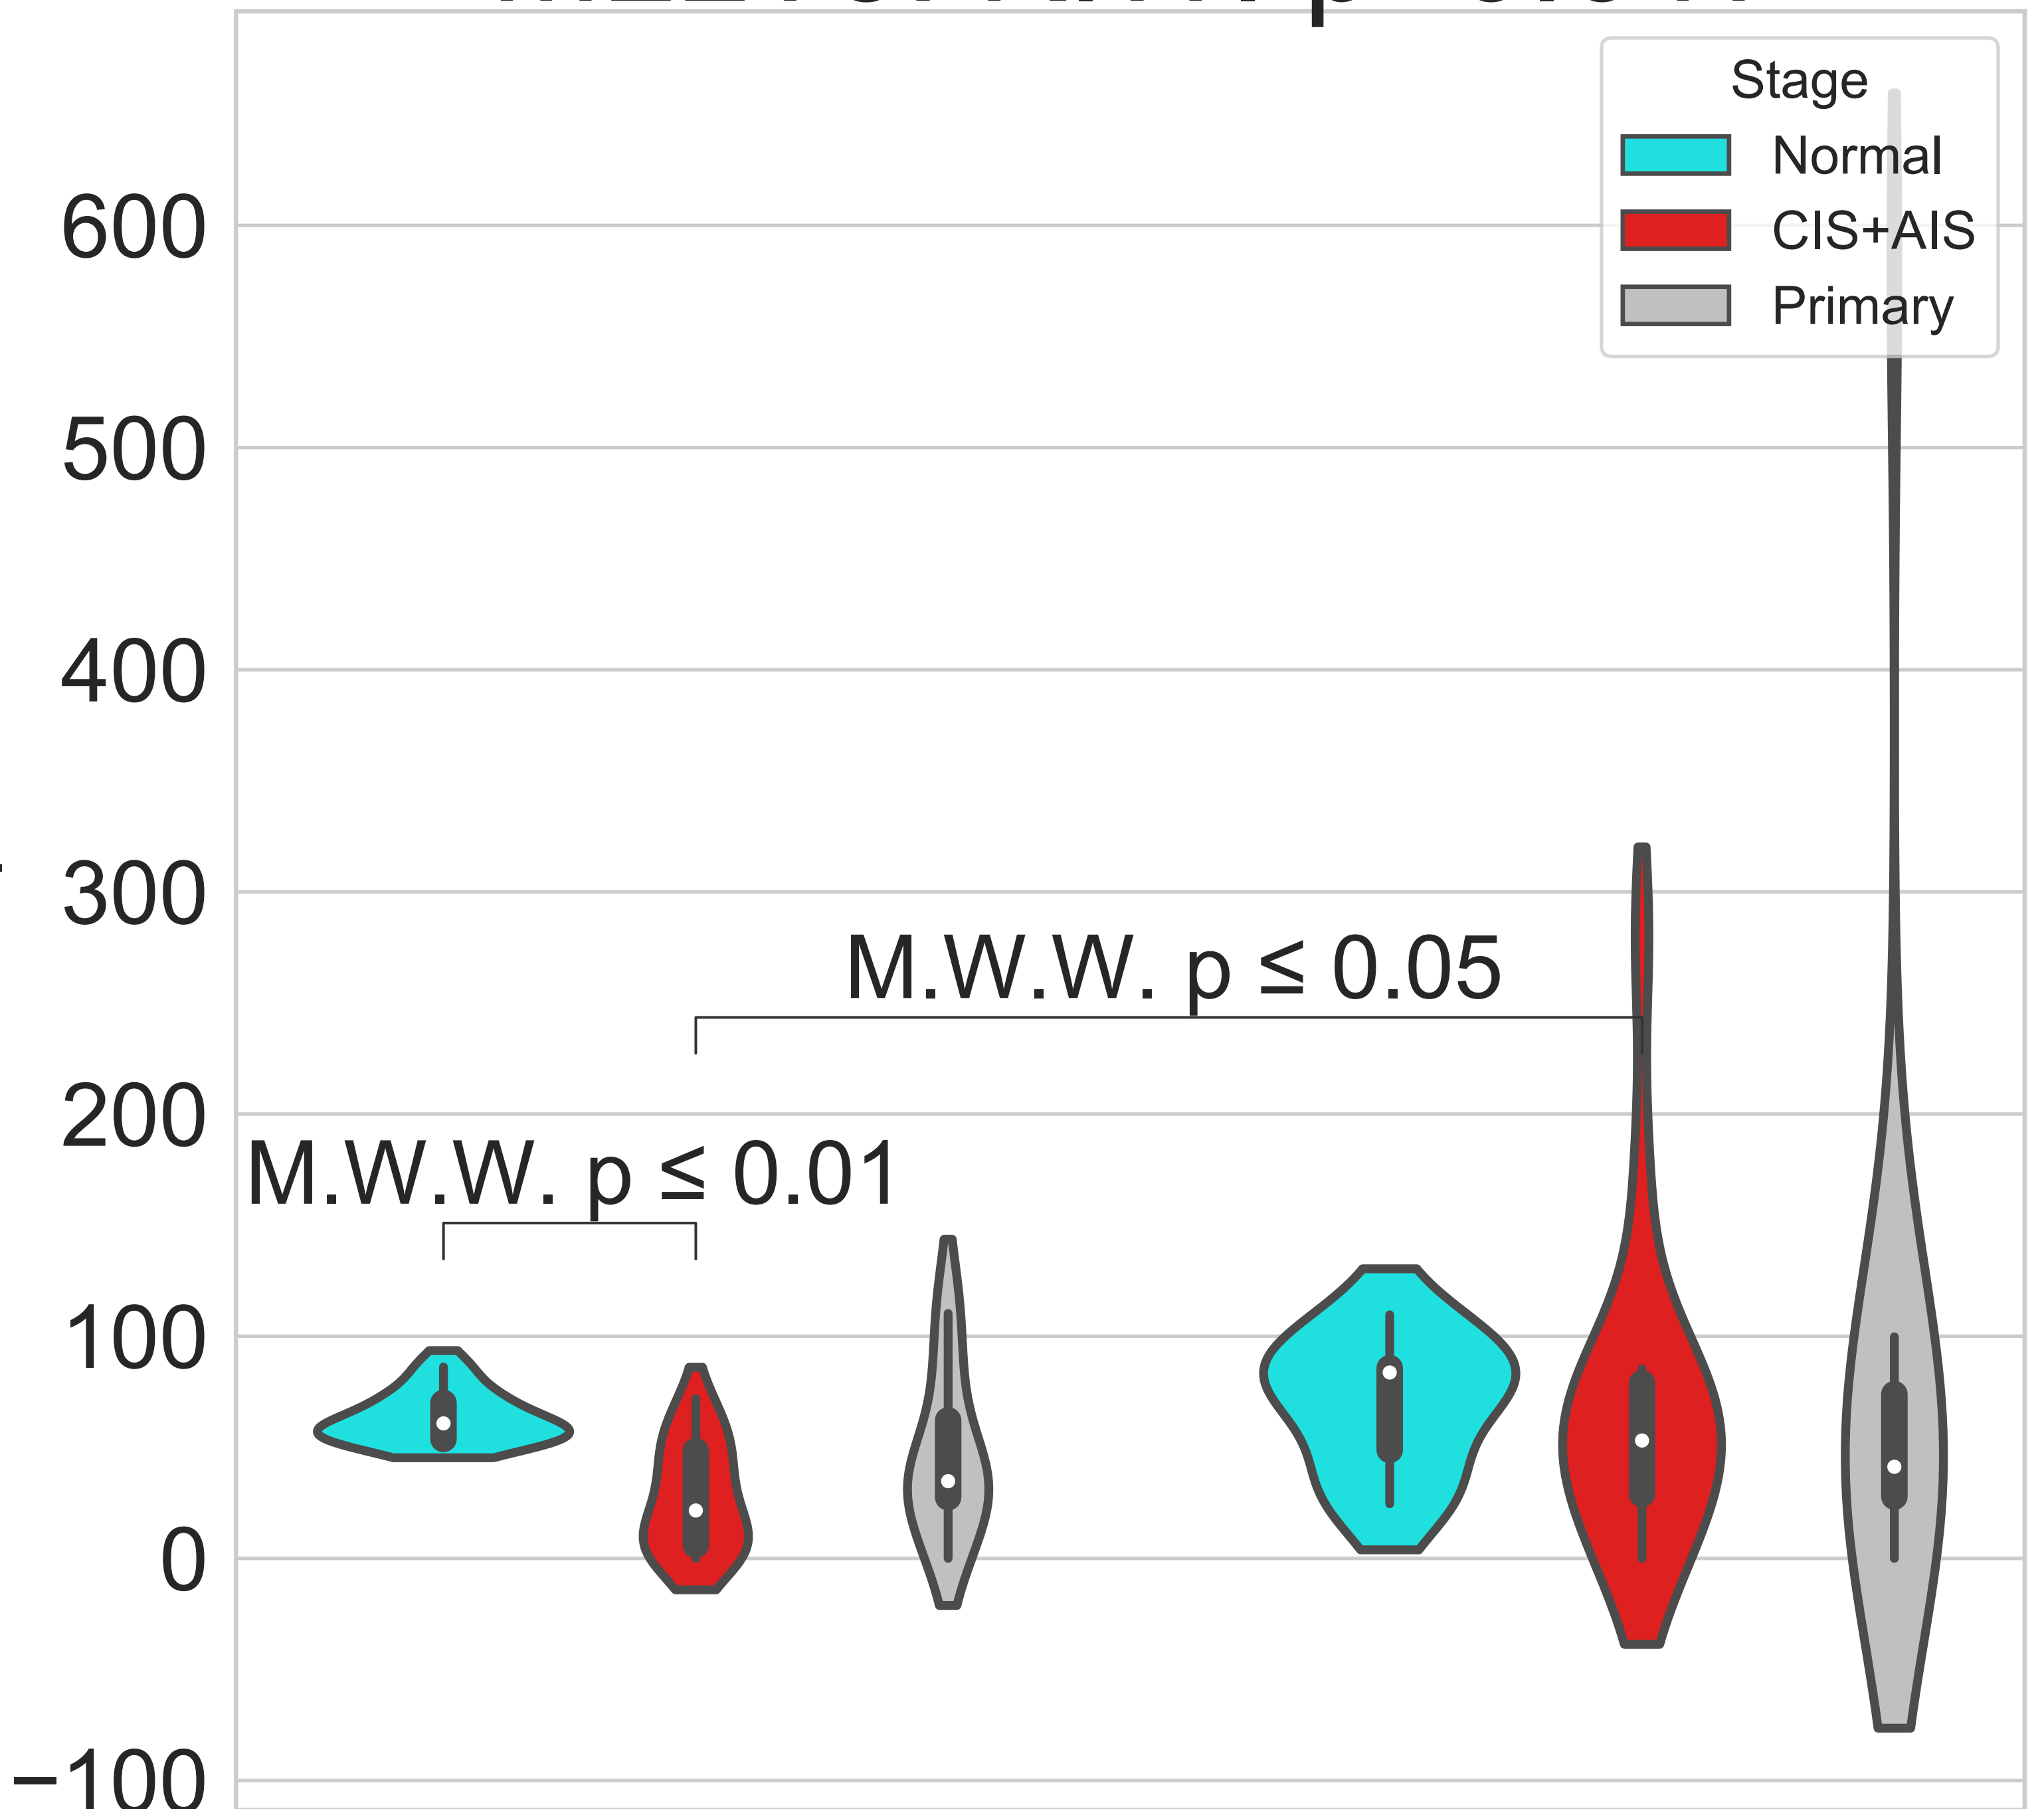 Stage
Normal
CIS+AIS
Primary
600
500
400
300
200
100
0
−100
M.W.W. p ≤ 0.05
M.W.W. p ≤ 0.01